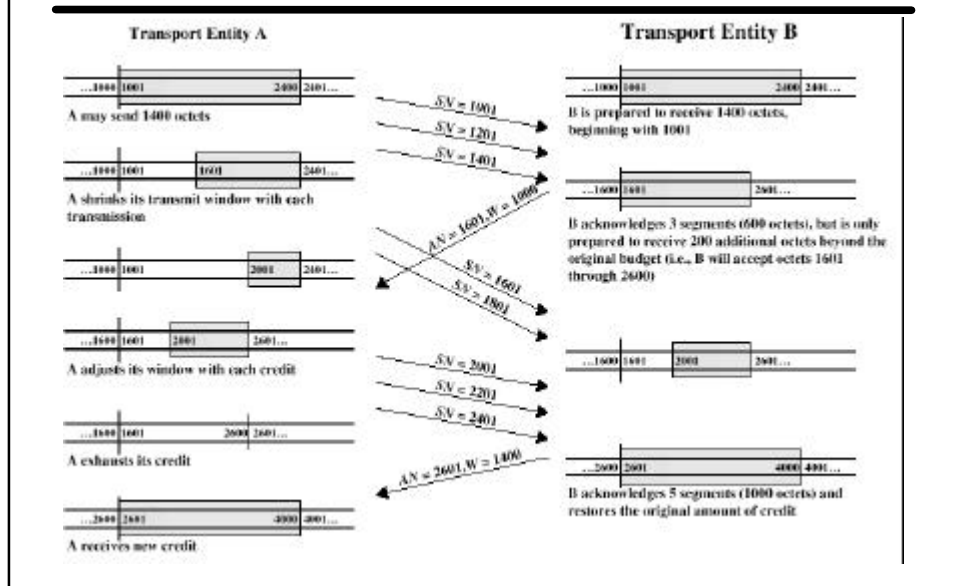 Transport Entity A
Transport Entity B
...1000 1001 2400 2401...
A may send 1400 octets
...1000 1001 1601 2401...
A shrinks its transmit window with each
transmission
...1000 1001 2001 2401...
...1600 1601 2001 2601...
A adjusts its window with each credit
...1600 1601 2600 2601...
A exhausts its credit
...2600 2601 4000 4001...
A receives new credit
SN = 1001
SN = 1201
SN = 1401
AN = 1601,W = 1000
SN = 1601
SN = 1801
SN = 2001
SN = 2201
SN = 2401
AN = 2601,W = 1400
...1000 1001 2400 2401...
B is prepared to receive 1400 octets,
beginning with 1001
...1600 1601 2601...
B acknowledges 3 segments (600 octets), but is only
prepared to receive 200 additional octets beyond the
original budget (i.e., B will accept octets 1601
through 2600)
...1600 1601 2001 2601...
...2600 2601 4000 4001...
B acknowledges 5 segments (1000 octets) and
restores the original amount of credit